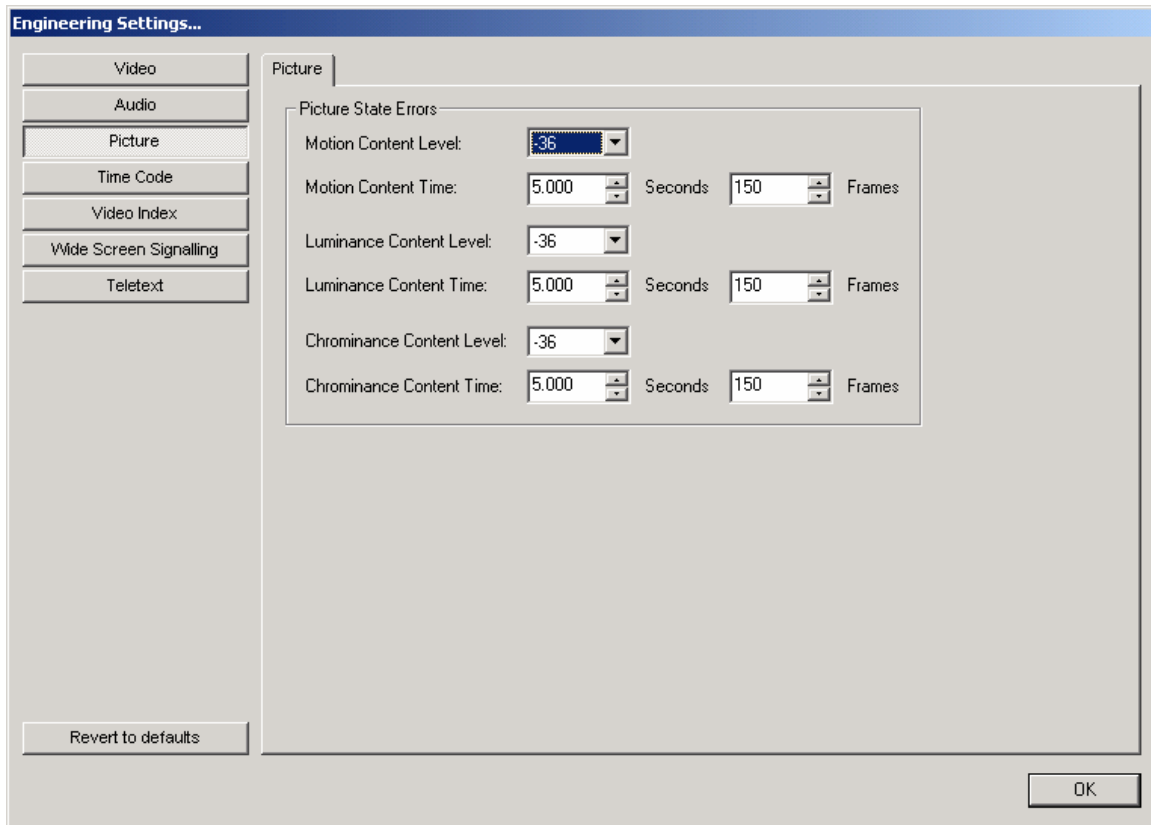 Engineering Settings...
Video
Audio
Picture
Time Code
Video Index
Wide Screen Signalling
Teletext
Revert to defaults
Picture
Picture State Errors
Motion Content Level: -36
Motion Content Time: 5.000 Seconds 150 Frames
Luminance Content Level: -36
Luminance Content Time: 5.000 Seconds 150 Frames
Chrominance Content Level: -36
Chrominance Content Time: 5.000 Seconds 150 Frames
OK